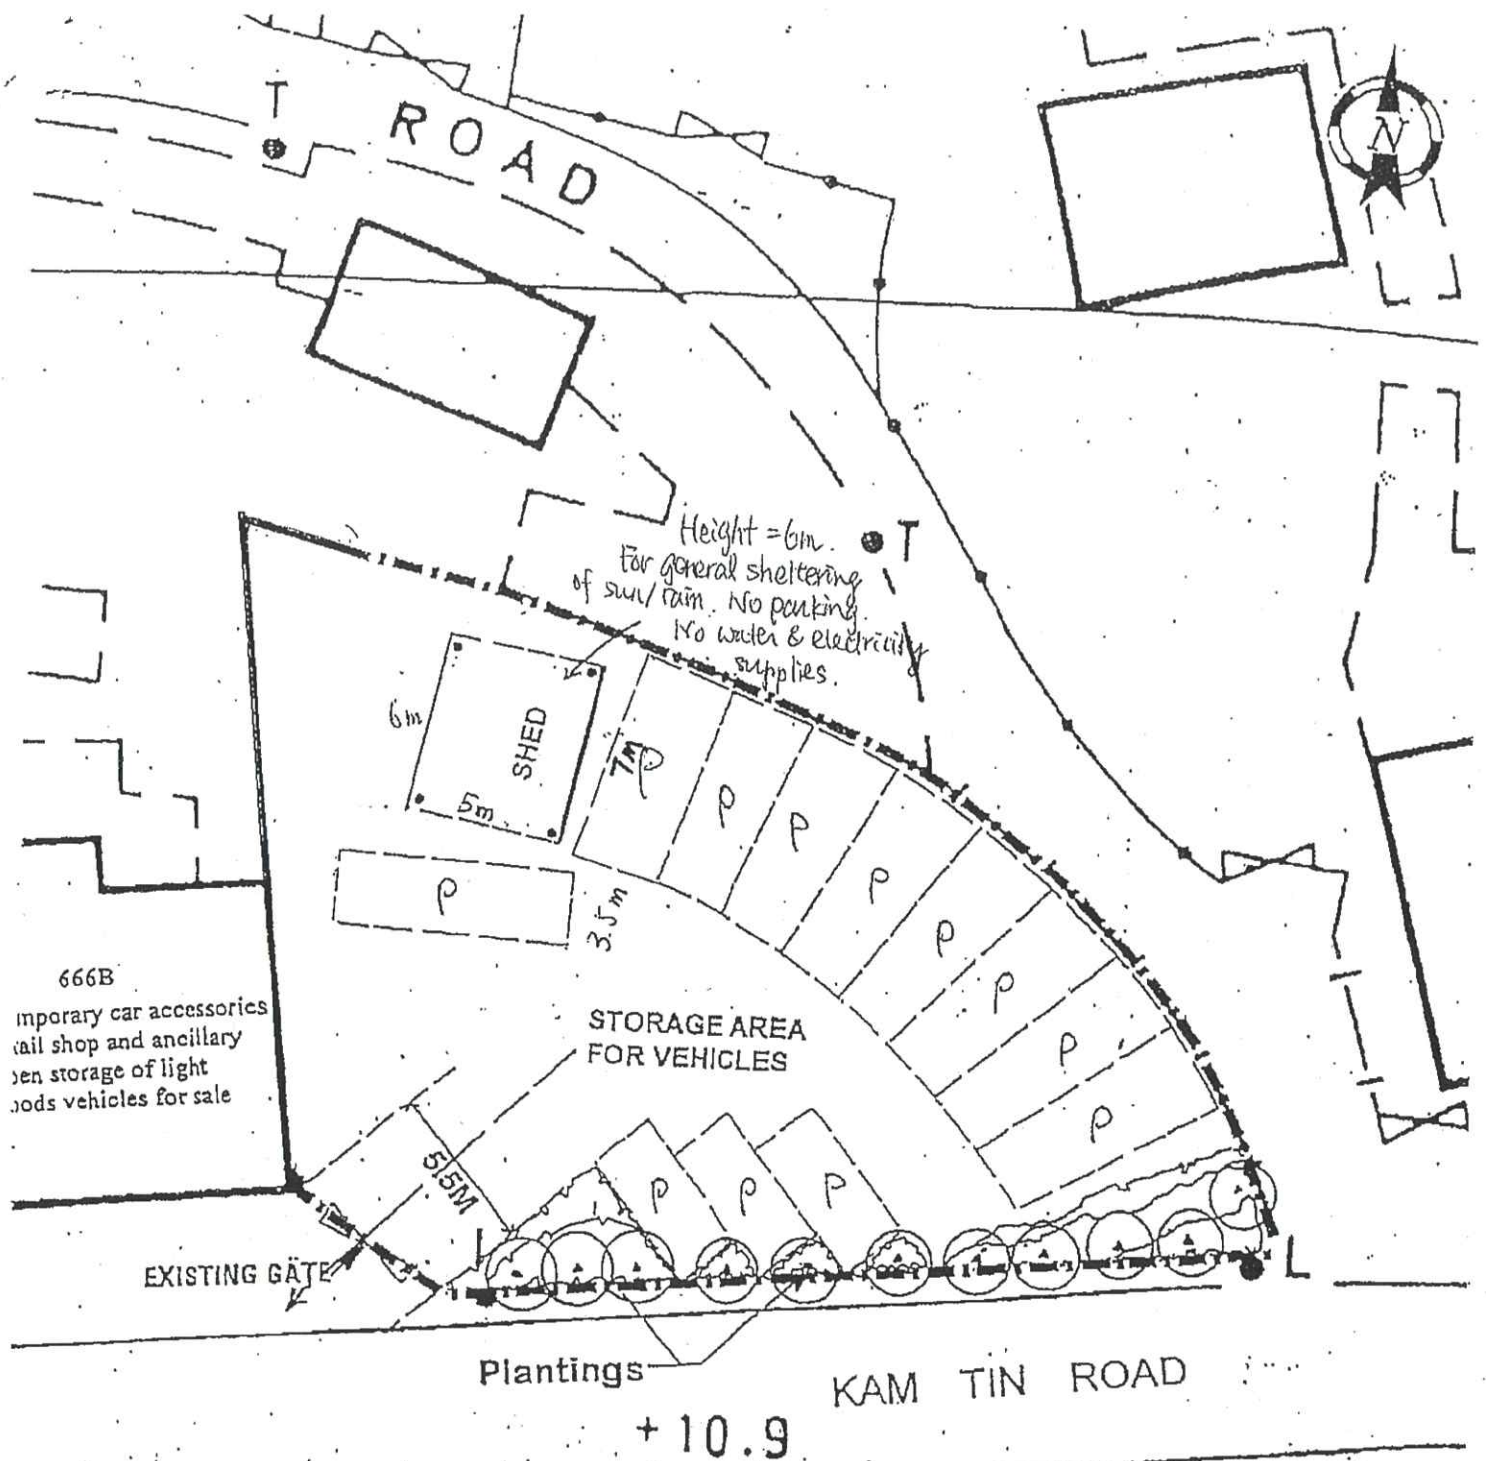 T
ROAD
N
Height = 6m.
For general sheltering
of sun/rain. No parking.
No water & electricity
supplies.
T
6m
SHED
5m
7M
P
P
P
P
P
P
P
P
P
3.5m
666B
mporary car accessories
ail shop and ancillary
en storage of light
oods vehicles for sale
STORAGE AREA
FOR VEHICLES
5.5M
P
P
P
EXISTING GATE
L
L
Plantings
KAM TIN ROAD
+10.9